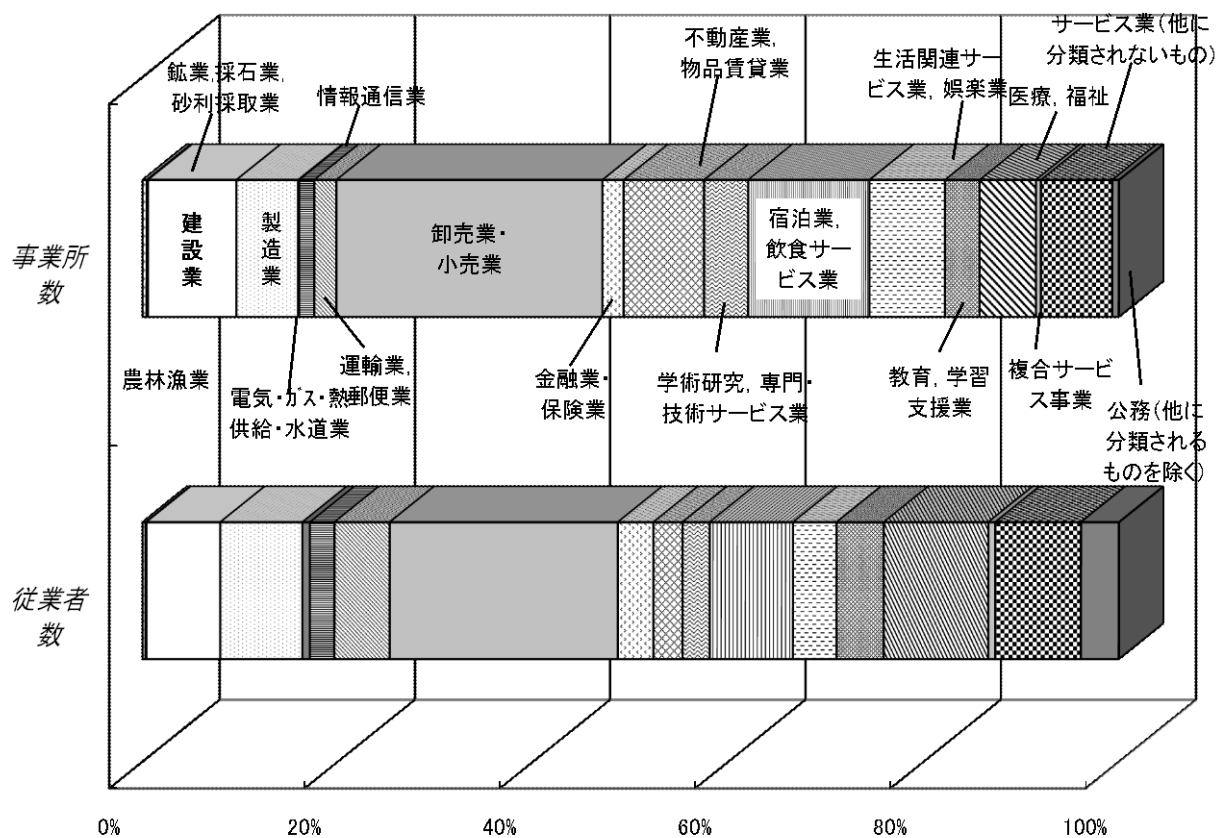 サービス業(他に
分類されないもの)
不動産業,
物品賃貸業
生活関連サー
ビス業, 娯楽業
鉱業,採石業,
砂利採取業
情報通信業
医療, 福祉
事業所
数
建
設
業
製
造
業
卸売業・
小売業
宿泊業,
飲食サー
ビス業
農林漁業
電気・ガス・熱
供給・水道業
運輸業,
郵便業
金融業・
保険業
学術研究, 専門・
技術サービス業
教育, 学習
支援業
複合サービ
ス事業
公務(他に
分類される
ものを除く)
従業者
数
0%
20%
40%
60%
80%
100%